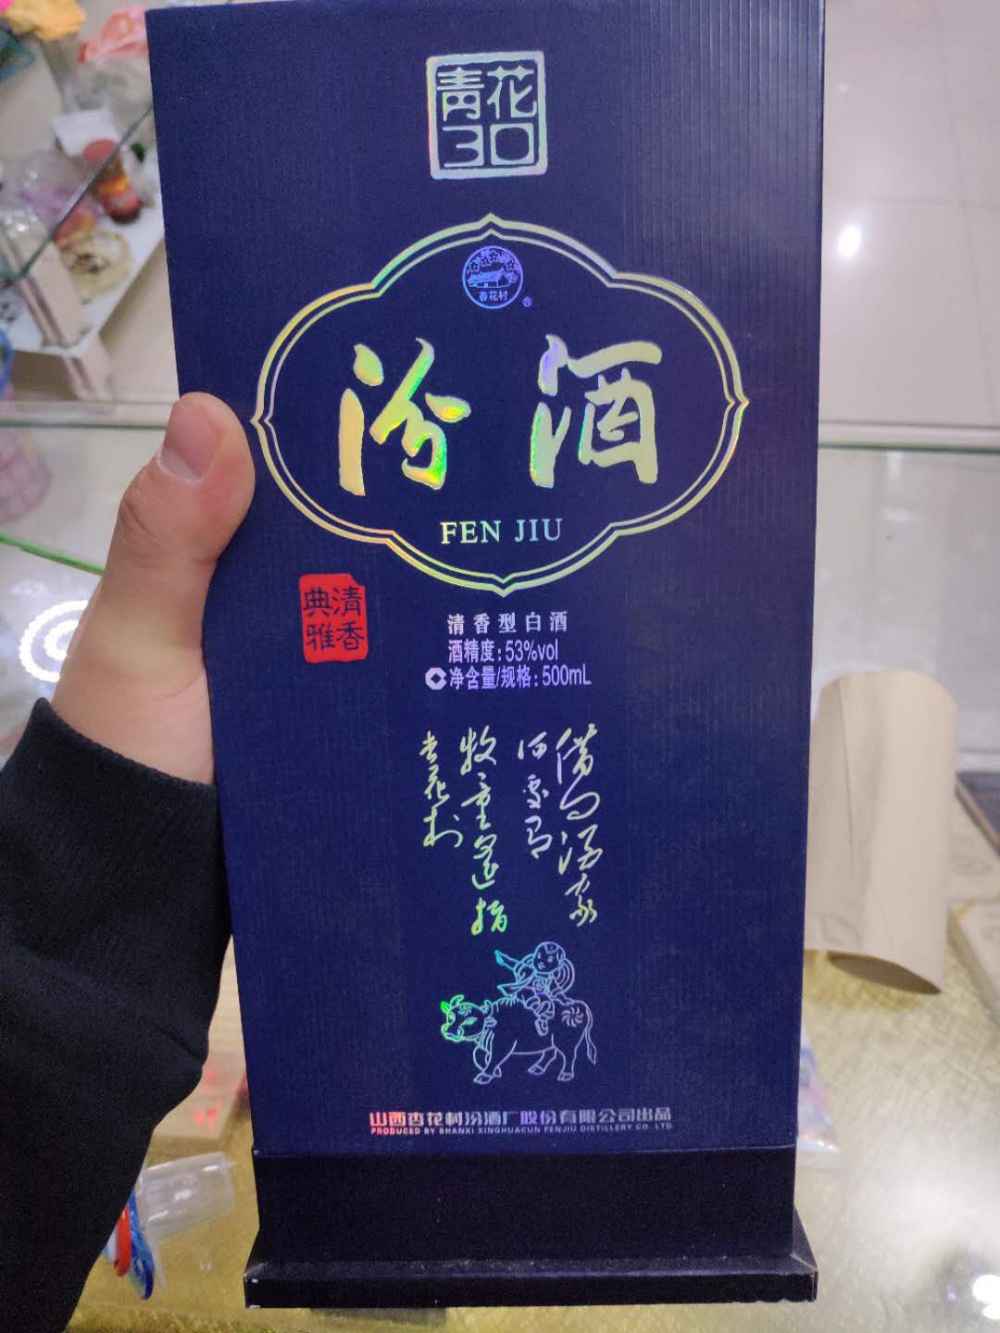 青花
30
杏花村
®
汾酒
FEN JIU
清香
典雅
清香型白酒
酒精度:53%vol
净含量/规格:500mL
借问酒家
何处有
牧童遥指
杏花村
山西杏花村汾酒厂股份有限公司出品
PRODUCED BY SHANXI XINGHUACUN FENJIU DISTILLERY CO. LTD.